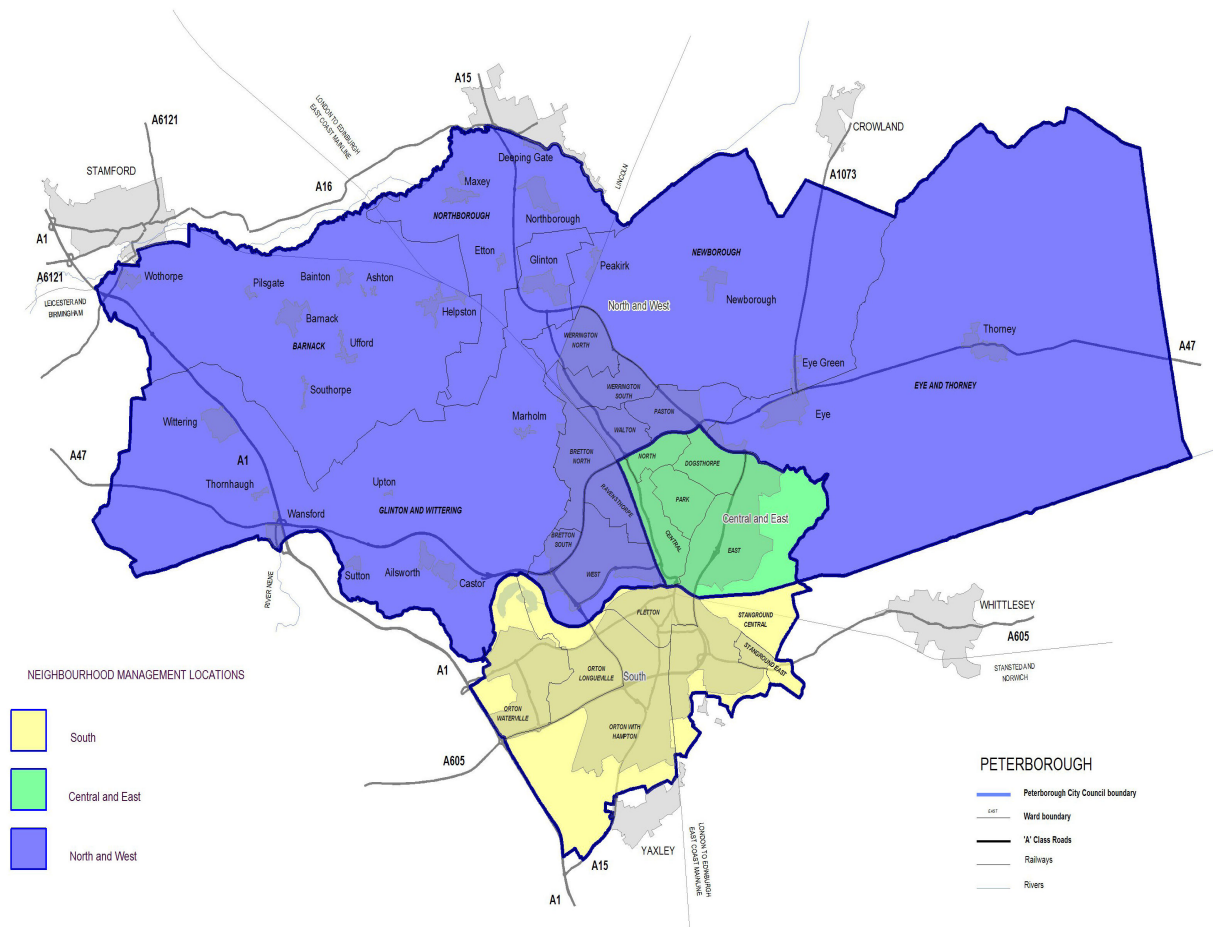 A15
CROWLAND
A6121
LONDON TO EDINBURGH
EAST COAST MAINLINE
STAMFORD
A16
Deeping Gate
LINCOLN
A1073
Maxey
NORTHBOROUGH
Northborough
A1
A6121
LEICESTER AND
BIRMINGHAM
Wothorpe
Pilsgate
Bainton
Ashton
Etton
Glinton
Peakirk
NEWBOROUGH
Newborough
North and West
Barnack
Helpston
BARNACK
Ufford
WERRINGTON
NORTH
Thorney
A47
Eye Green
Southorpe
WERRINGTON
SOUTH
EYE AND THORNEY
Wittering
Marholm
PASTON
Eye
WALTON
A47
A1
BRETTON
NORTH
NORTH
DOGSTHORPE
Thornhaugh
Upton
RAVENSTHORPE
PARK
Wansford
GLINTON AND WITTERING
Central and East
BRETTON
SOUTH
CENTRAL
EAST
RIVER NENE
Sutton
Ailsworth
Castor
WEST
FLETTON
STANGROUND
CENTRAL
WHITTLESEY
A605
STANGROUND EAST
STANSTED AND
NORWICH
A1
ORTON
LONGUEVILLE
South
ORTON
WATERVILLE
ORTON WITH
HAMPTON
A605
YAXLEY
A15
A1
LONDON TO EDINBURGH
EAST COAST MAINLINE
NEIGHBOURHOOD MANAGEMENT LOCATIONS
South
Central and East
North and West
PETERBOROUGH
Peterborough City Council boundary
EAST
Ward boundary
'A' Class Roads
Railways
Rivers